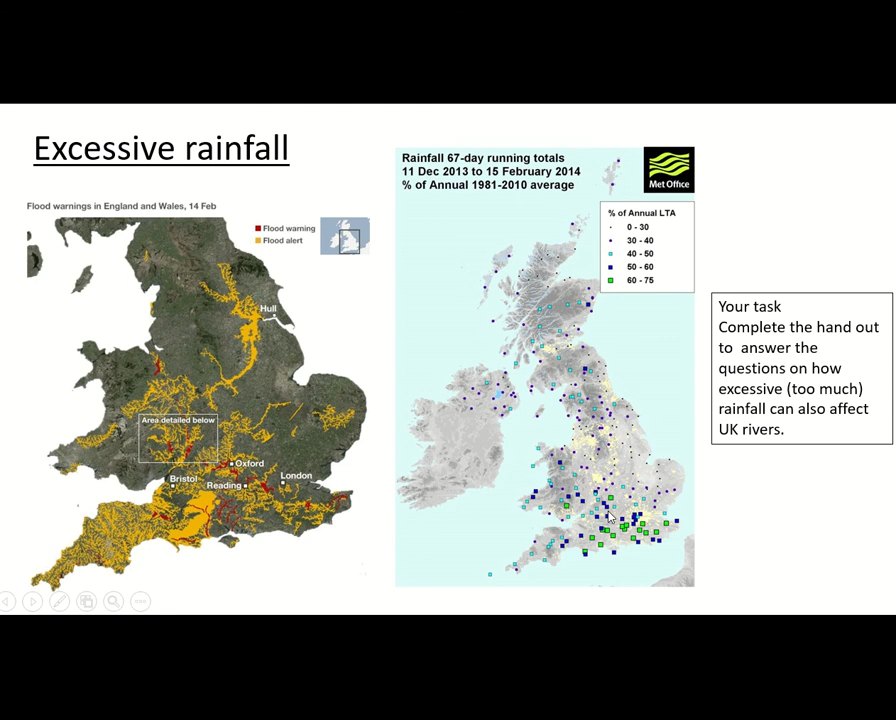 Excessive rainfall
Flood warnings in England and Wales, 14 Feb
Flood warning
Flood alert
Hull
Area detailed below
Oxford
Bristol
Reading
London
Rainfall 67-day running totals
11 Dec 2013 to 15 February 2014
% of Annual 1981-2010 average
Met Office
% of Annual LTA
0 - 30
30 - 40
40 - 50
50 - 60
60 - 75
Your task
Complete the hand out
to answer the
questions on how
excessive (too much)
rainfall can also affect
UK rivers.